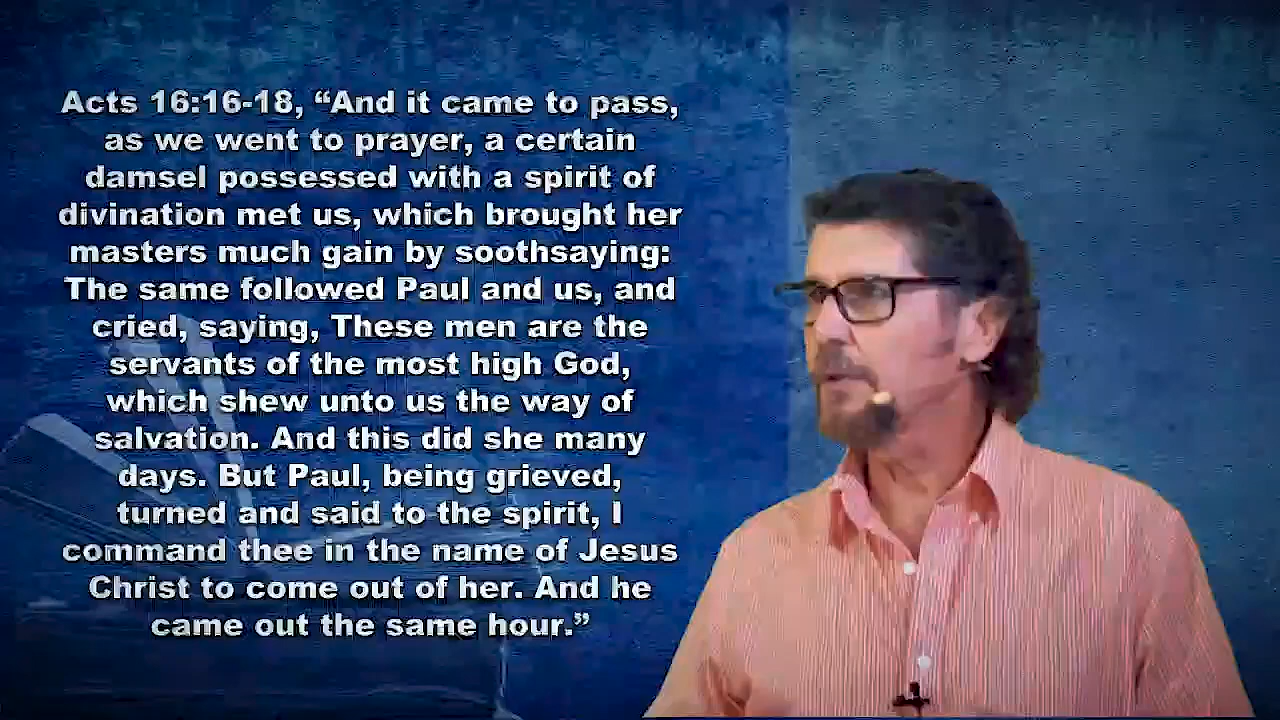 Acts 16:16-18, “And it came to pass,
as we went to prayer, a certain
damsel possessed with a spirit of
divination met us, which brought her
masters much gain by soothsaying:
The same followed Paul and us, and
cried, saying, These men are the
servants of the most high God,
which shew unto us the way of
salvation. And this did she many
days. But Paul, being grieved,
turned and said to the spirit, I
command thee in the name of Jesus
Christ to come out of her. And he
came out the same hour.”